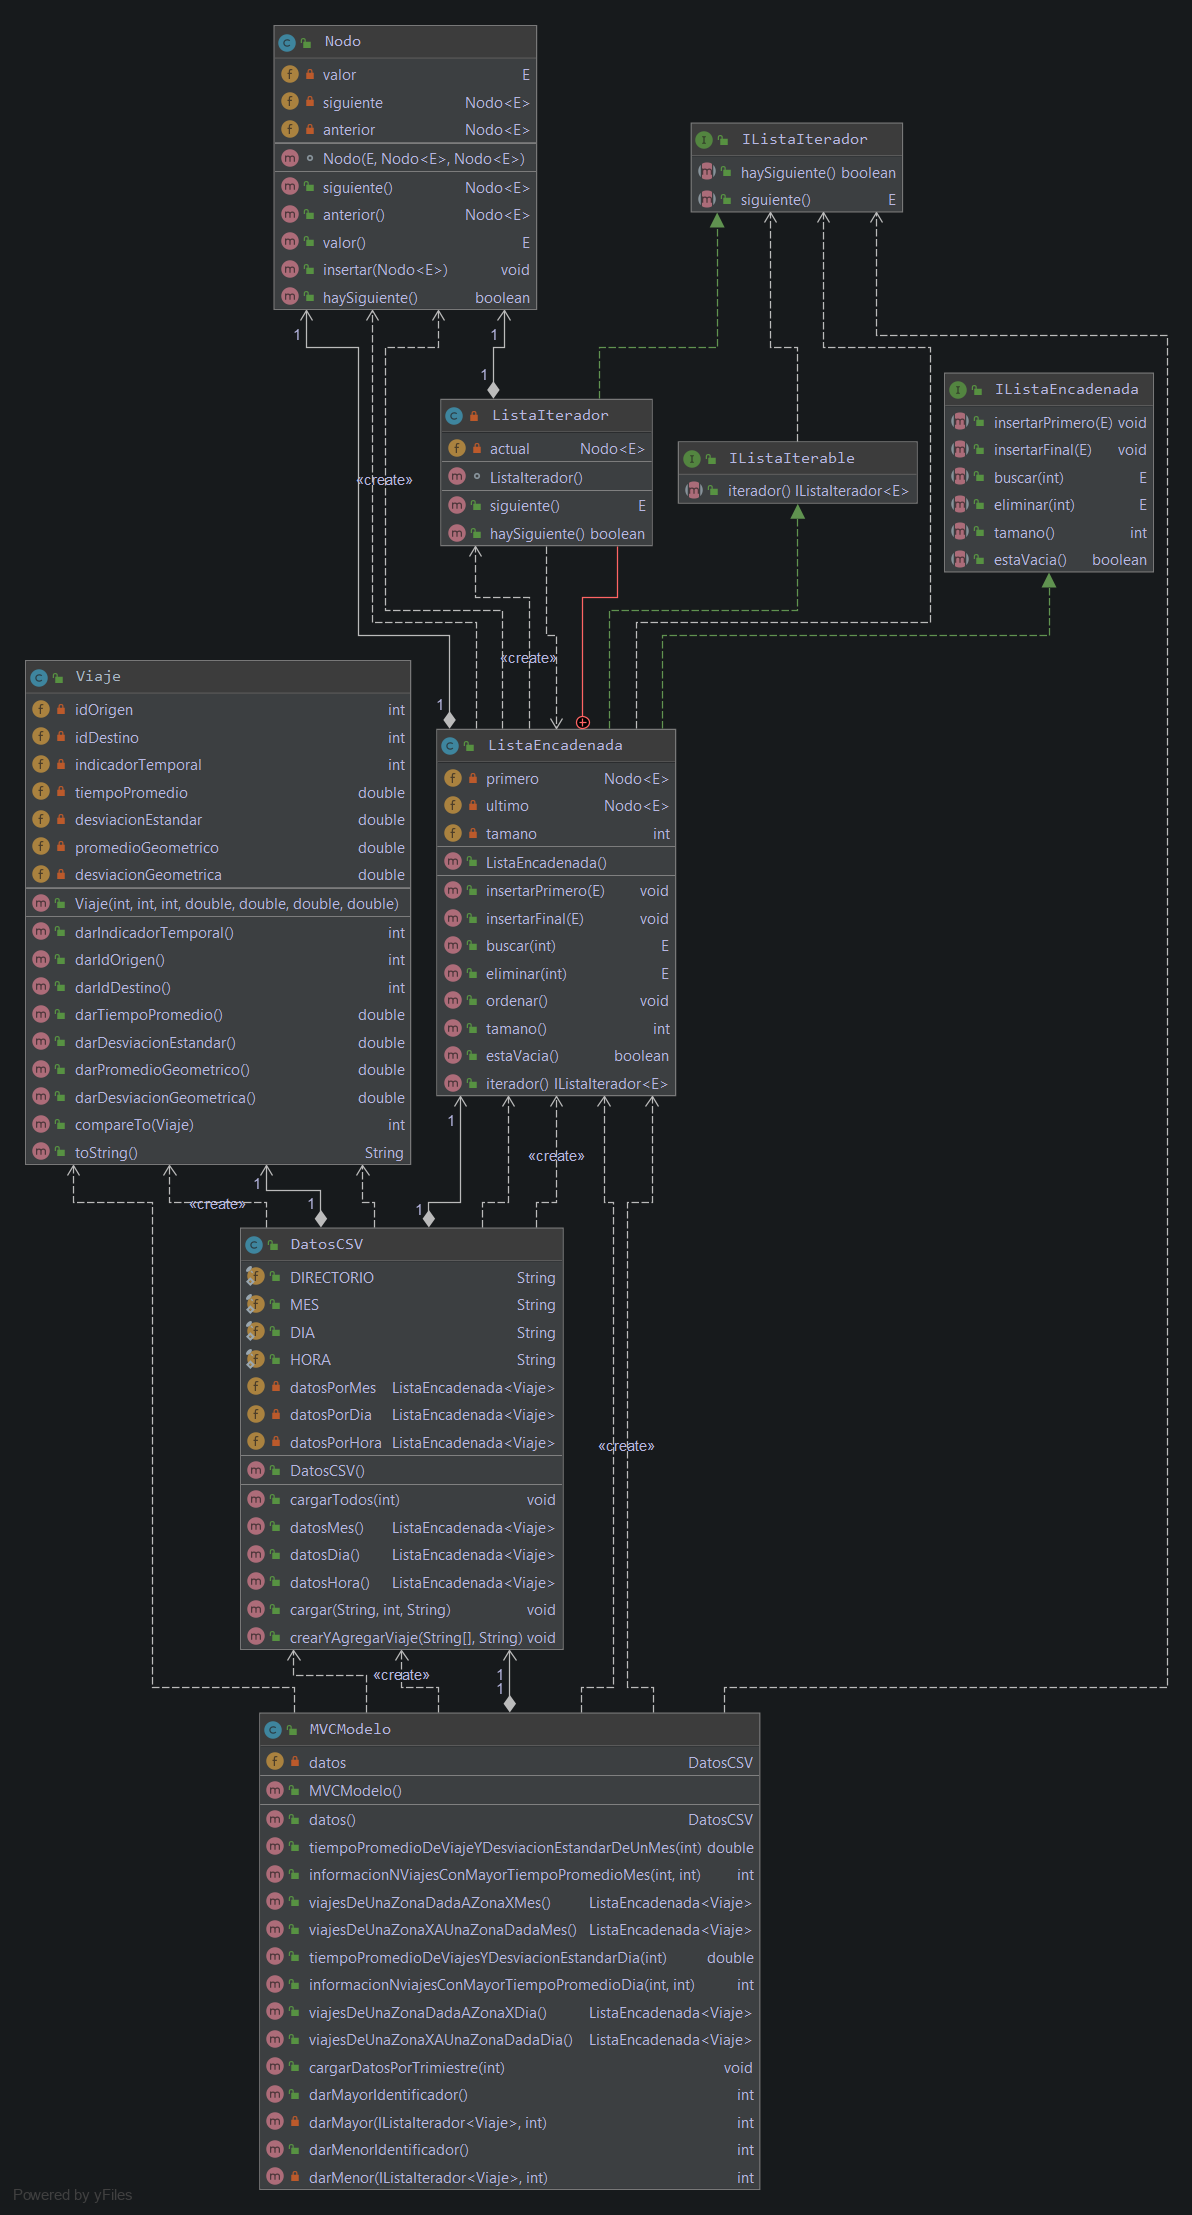 Nodo
valor E
siguiente Nodo<E>
anterior Nodo<E>
Nodo(E, Nodo<E>, Nodo<E>)
siguiente() Nodo<E>
anterior() Nodo<E>
valor() E
insertar(Nodo<E>) void
haySiguiente() boolean
IListaIterador
haySiguiente() boolean
siguiente() E
1
1
1
ListaIterador
actual Nodo<E>
ListaIterador()
siguiente() E
haySiguiente() boolean
«create»
IListaIterable
iterador() IListaIterador<E>
IListaEncadenada
insertarPrimero(E) void
insertarFinal(E) void
buscar(int) E
eliminar(int) E
tamano() int
estaVacia() boolean
«create»
1
Viaje
idOrigen int
idDestino int
indicadorTemporal int
tiempoPromedio double
desviacionEstandar double
promedioGeometrico double
desviacionGeometrica double
Viaje(int, int, int, double, double, double, double)
darIndicadorTemporal() int
darIdOrigen() int
darIdDestino() int
darTiempoPromedio() double
darDesviacionEstandar() double
darPromedioGeometrico() double
darDesviacionGeometrica() double
compareTo(Viaje) int
toString() String
ListaEncadenada
primero Nodo<E>
ultimo Nodo<E>
tamano int
ListaEncadenada()
insertarPrimero(E) void
insertarFinal(E) void
buscar(int) E
eliminar(int) E
ordenar() void
tamano() int
estaVacia() boolean
iterador() IListaIterador<E>
1
«create»
1
«create»
1
1
DatosCSV
DIRECTORIO String
MES String
DIA String
HORA String
datosPorMes ListaEncadenada<Viaje>
datosPorDia ListaEncadenada<Viaje>
datosPorHora ListaEncadenada<Viaje>
DatosCSV()
cargarTodos(int) void
datosMes() ListaEncadenada<Viaje>
datosDia() ListaEncadenada<Viaje>
datosHora() ListaEncadenada<Viaje>
cargar(String, int, String) void
crearYAgregarViaje(String[], String) void
«create»
«create»
1
1
MVCModelo
datos DatosCSV
MVCModelo()
datos() DatosCSV
tiempoPromedioDeViajeYDesviacionEstandarDeUnMes(int) double
informacionNViajesConMayorTiempoPromedioMes(int, int) int
viajesDeUnaZonaDadaAZonaXMes() ListaEncadenada<Viaje>
viajesDeUnaZonaXAUnaZonaDadaMes() ListaEncadenada<Viaje>
tiempoPromedioDeViajesYDesviacionEstandarDia(int) double
informacionNviajesConMayorTiempoPromedioDia(int, int) int
viajesDeUnaZonaDadaAZonaXDia() ListaEncadenada<Viaje>
viajesDeUnaZonaXAUnaZonaDadaDia() ListaEncadenada<Viaje>
cargarDatosPorTrimiestre(int) void
darMayorIdentificador() int
darMayor(IListaIterador<Viaje>, int) int
darMenorIdentificador() int
darMenor(IListaIterador<Viaje>, int) int
Powered by yFiles